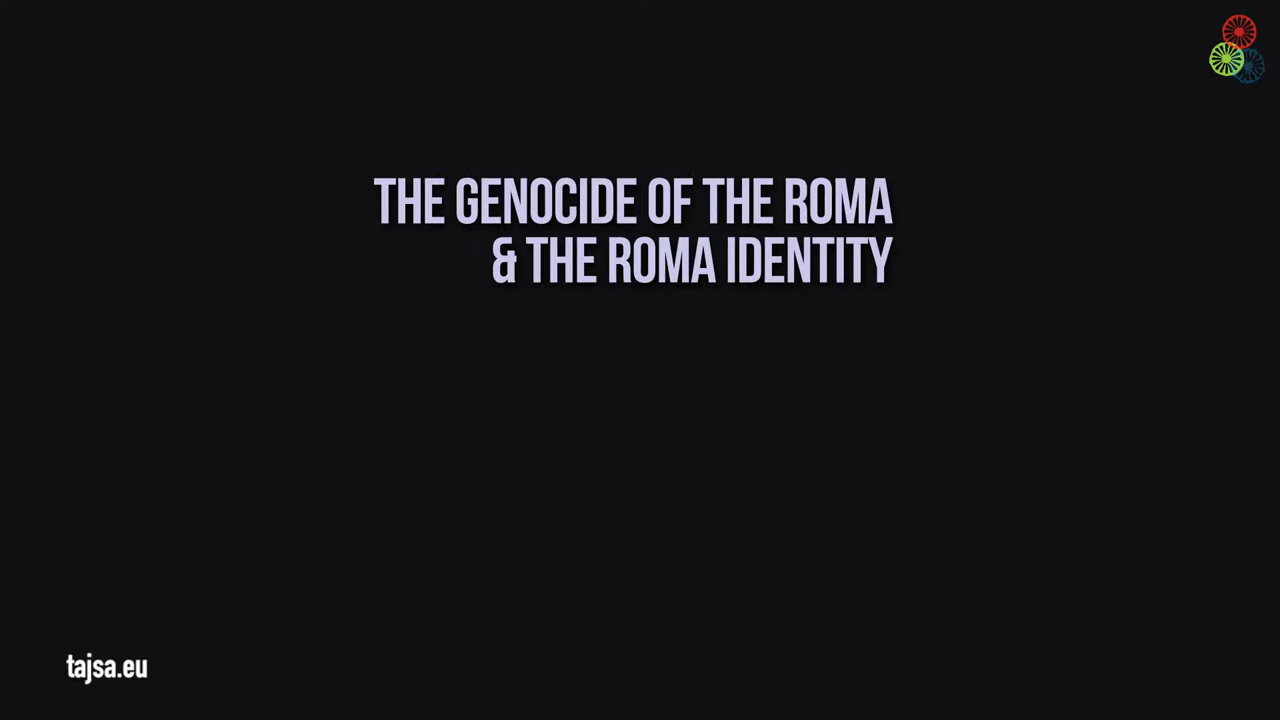 THE GENOCIDE OF THE ROMA
& THE ROMA IDENTITY
tajsa.eu